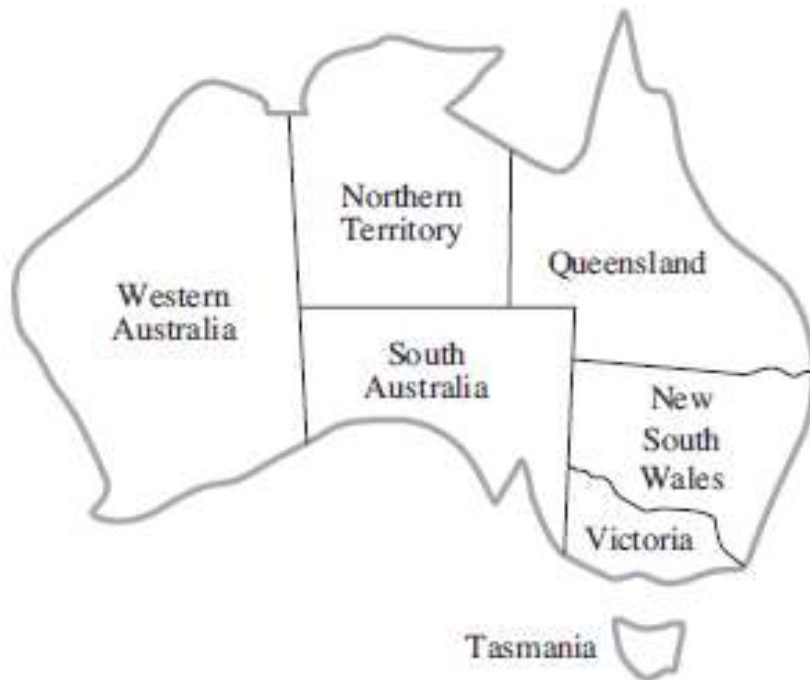 Northern
Territory
Queensland
Western
Australia
South
Australia
New
South
Wales
Victoria
Tasmania